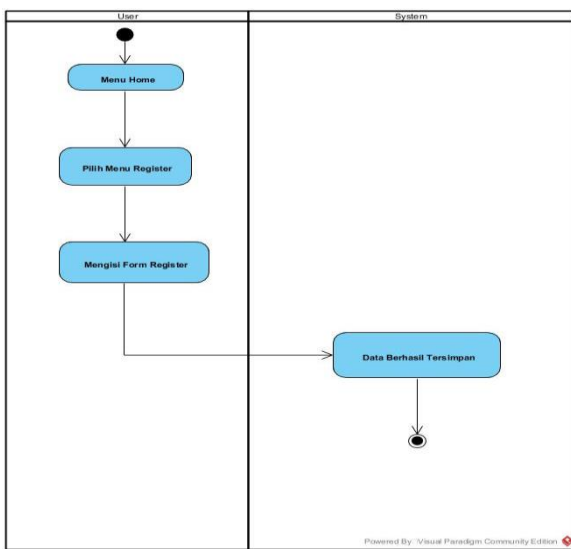 User
System
Menu Home
Pilih Menu Register
Mengisi Form Register
Data Berhasil Tersimpan
Powered By Visual Paradigm Community Edition